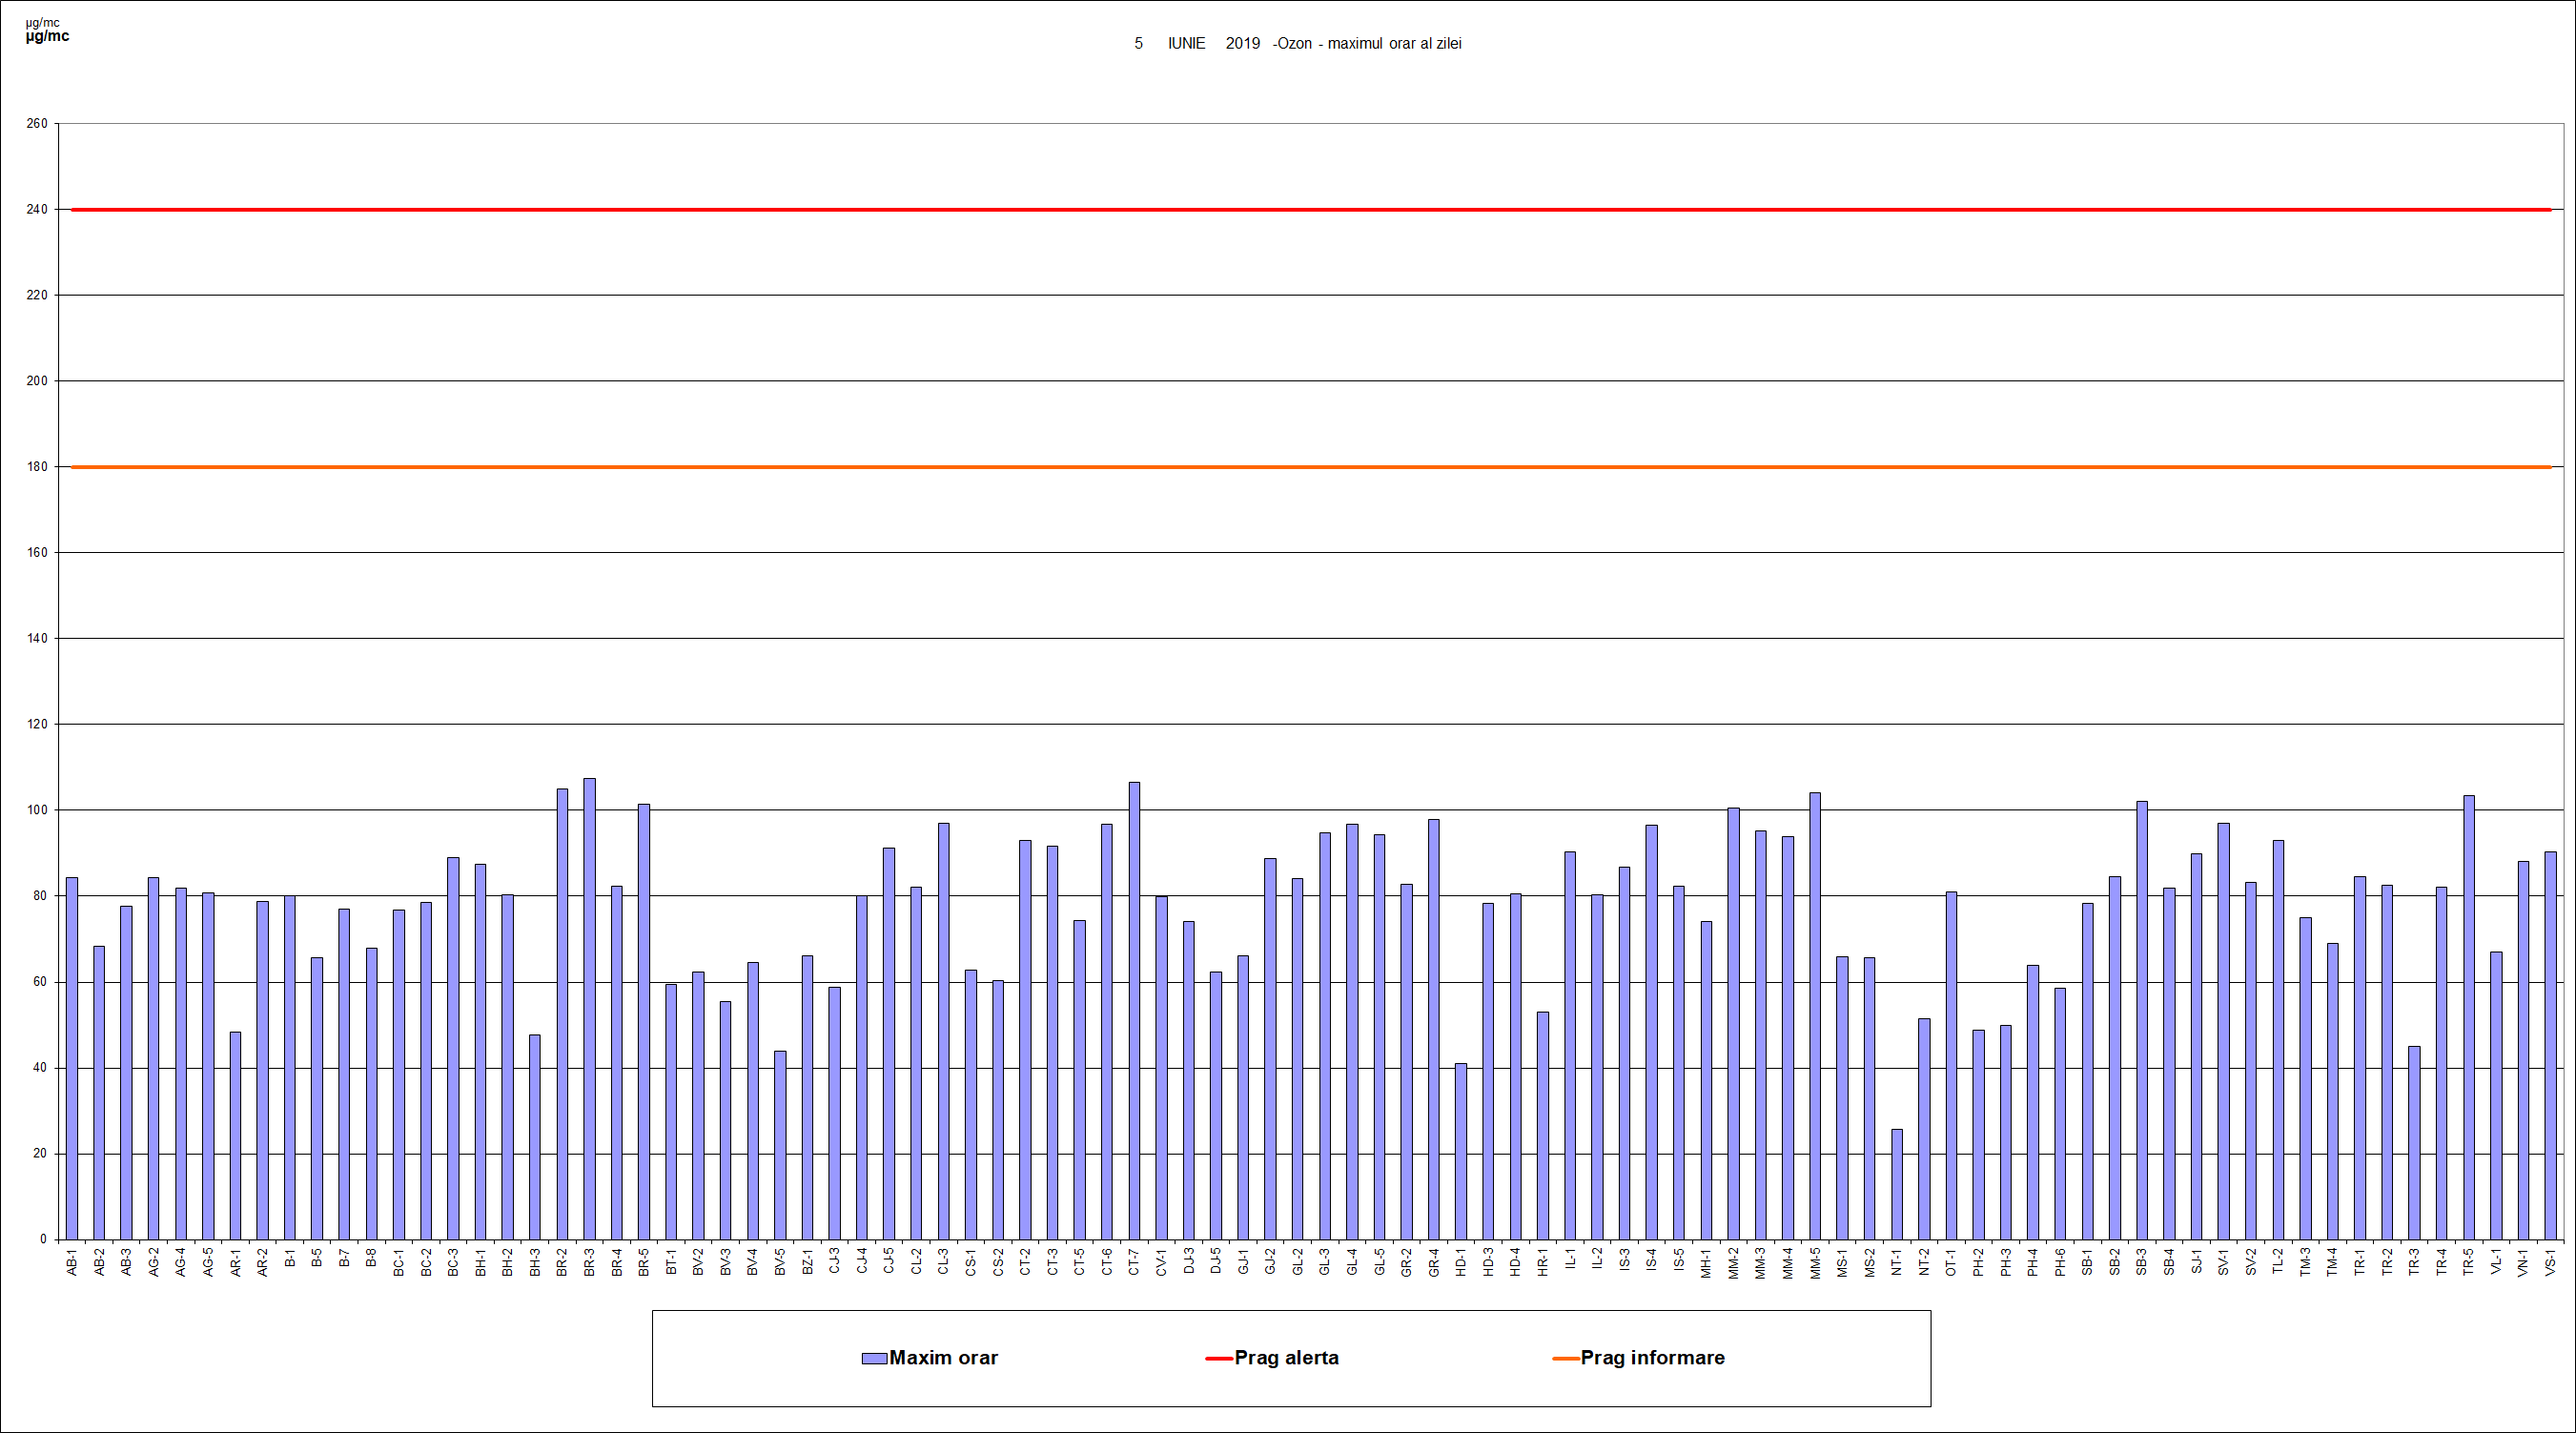 µg/mc
µg/mc
5 IUNIE 2019 -Ozon - maximul orar al zilei
260
240
220
200
180
160
140
120
100
80
60
40
20
0
AB-1 AB-2 AB-3 AG-2 AG-4 AG-5 AR-1 AR-2 B-1 B-5 B-7 B-8 BC-1 BC-2 BC-3 BH-1 BH-2 BH-3 BR-2 BR-3 BR-4 BR-5 BT-1 BV-2 BV-3 BV-4 BV-5 BZ-1 CJ-3 CJ-4 CJ-5 CL-2 CL-3 CS-1 CS-2 CT-2 CT-3 CT-5 CT-6 CT-7 CV-1 DJ-3 DJ-5 GJ-1 GJ-2 GL-2 GL-3 GL-4 GL-5 GR-2 GR-4 HD-1 HD-3 HD-4 HR-1 IL-1 IL-2 IS-3 IS-4 IS-5 MH-1 MM-2 MM-3 MM-4 MM-5 MS-1 MS-2 NT-1 NT-2 OT-1 PH-2 PH-3 PH-4 PH-6 SB-1 SB-2 SB-3 SB-4 SJ-1 SV-1 SV-2 TL-2 TM-3 TM-4 TR-1 TR-2 TR-3 TR-4 TR-5 VL-1 VN-1 VS-1
Maxim orar Prag alerta Prag informare